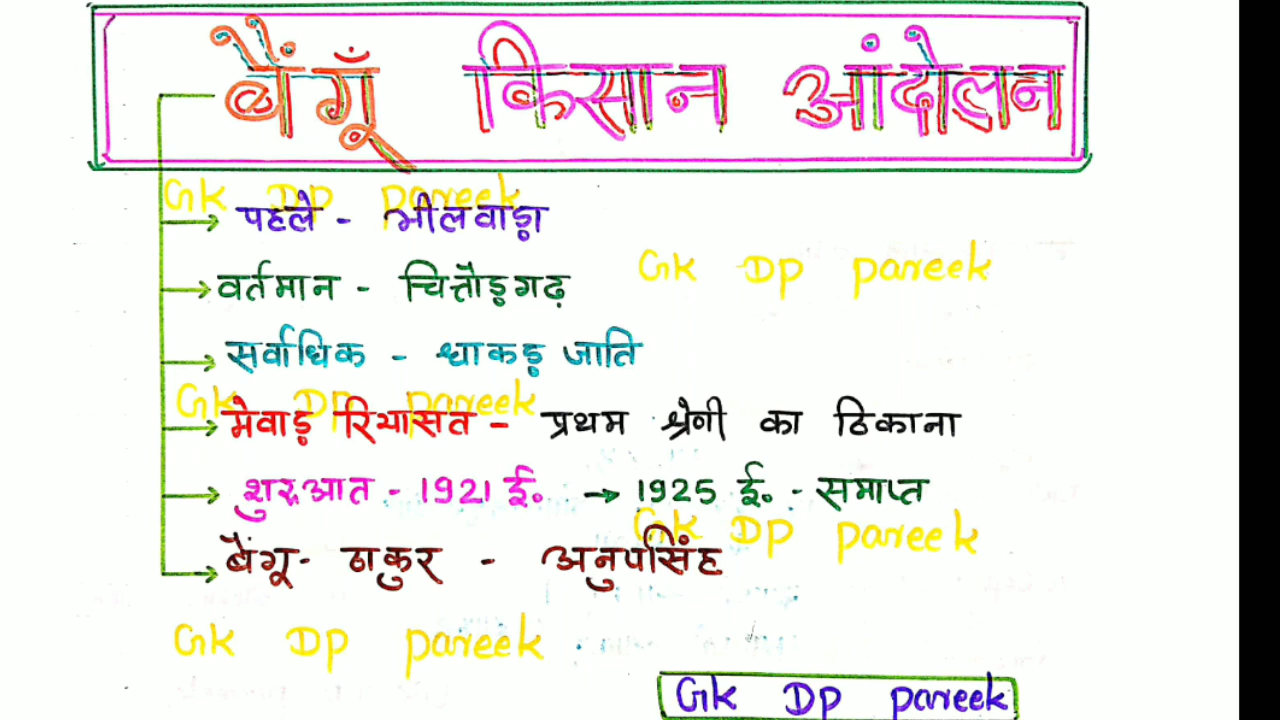 बैंगूँ किसान आंदोलन
Gk Dp pareek
पहले - भीलवाड़ा
Gk Dp pareek
वर्तमान - चित्तौड़गढ़
सर्वाधिक - धाकड़ जाति
Gk Dp pareek
मेवाड़ रियासत - प्रथम श्रेणी का ठिकाना
शुरूआत - 1921 ई. → 1925 ई. - समाप्त
Gk Dp pareek
बैंगू - ठाकुर - अनुपसिंह
Gk Dp pareek
Gk Dp pareek